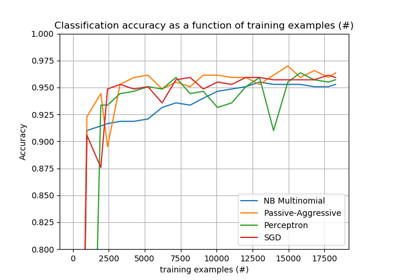 Classification accuracy as a function of training examples (#)
1.000
0.975
0.950
0.925
0.900
0.875
0.850
0.825
0.800
Accuracy
0
2500
5000
7500
10000
12500
15000
17500
training examples (#)
NB Multinomial
Passive-Aggressive
Perceptron
SGD